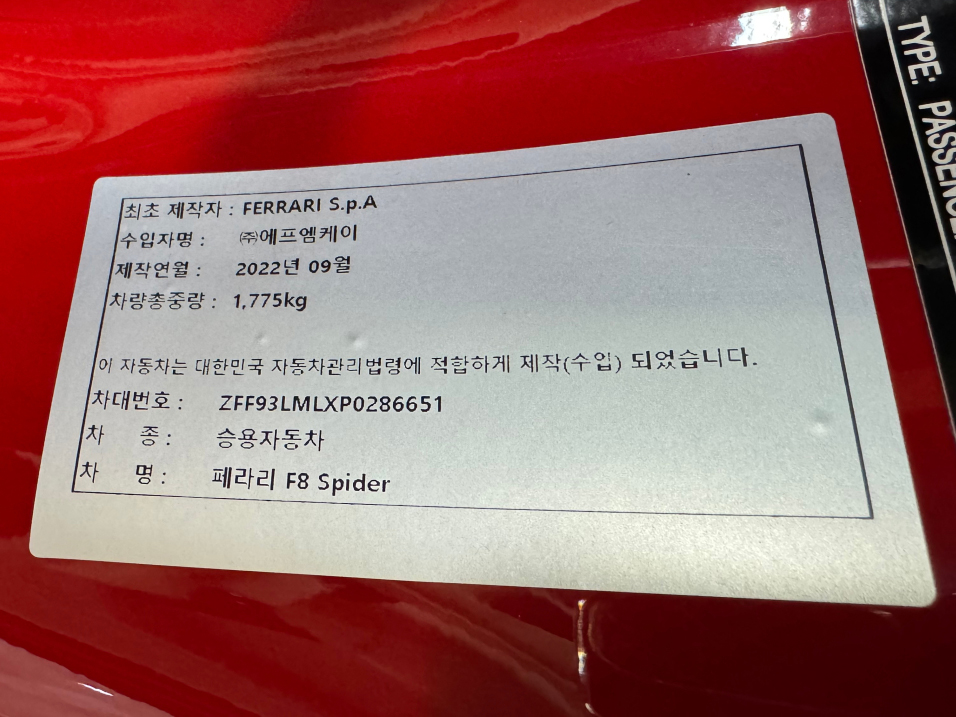 최초 제작자 : FERRARI S.p.A
수입자명 : ㈜에프엠케이
제작연월 : 2022년 09월
차량총중량 : 1,775kg
이 자동차는 대한민국 자동차관리법령에 적합하게 제작(수입) 되었습니다.
차대번호 : ZFF93LMLXP0286651
차 종 : 승용자동차
차 명 : 페라리 F8 Spider
TYPE: